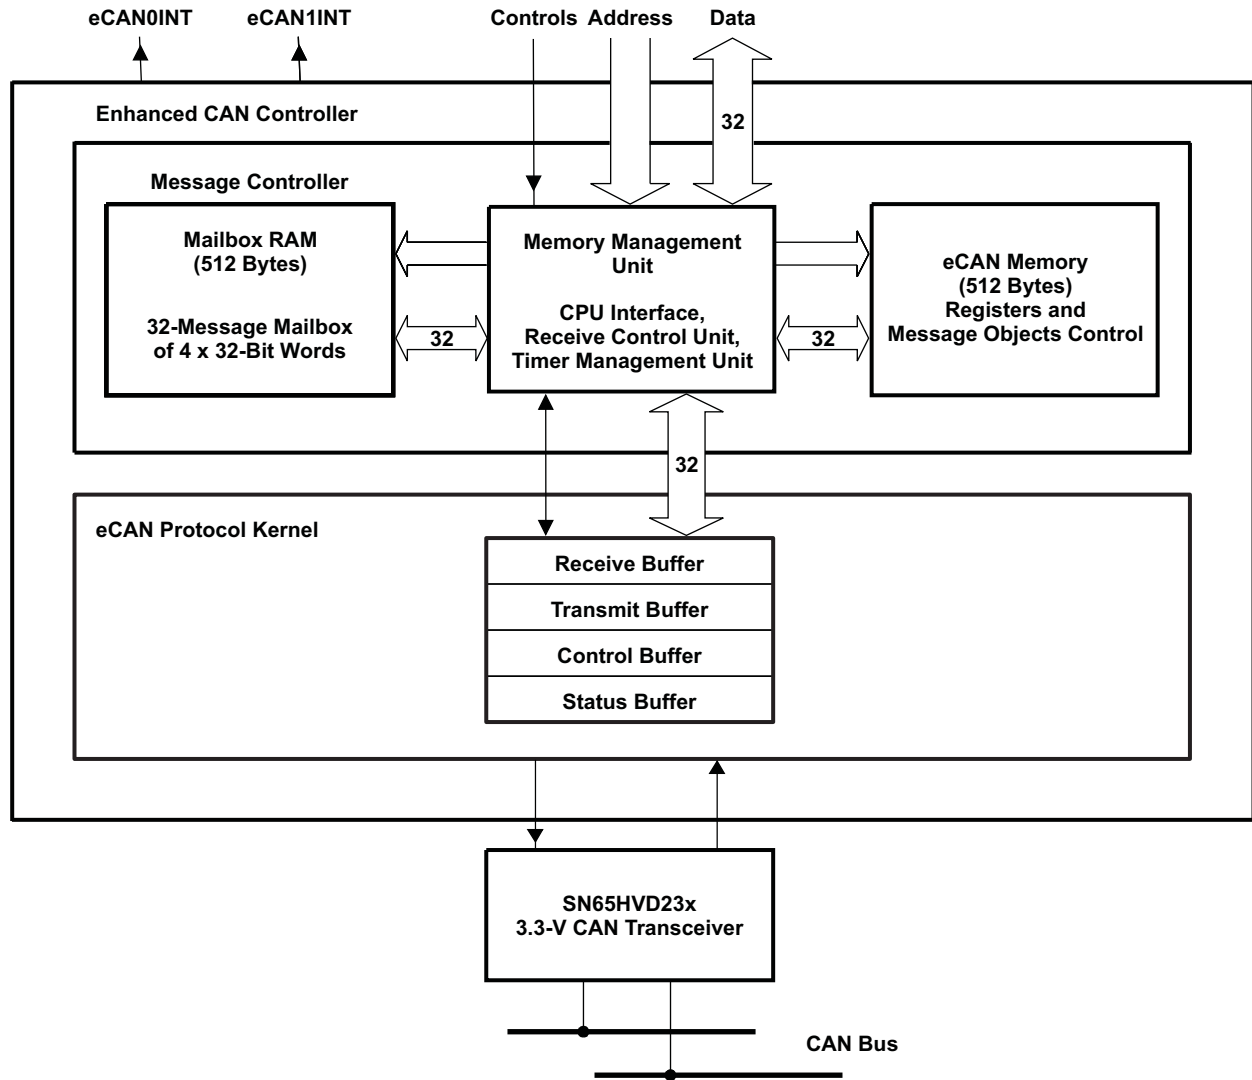 eCAN0INT
eCAN1INT
Controls
Address
Data
32
Enhanced CAN Controller
Message Controller
Mailbox RAM
(512 Bytes)
32-Message Mailbox
of 4 x 32-Bit Words
32
Memory Management
Unit
CPU Interface,
Receive Control Unit,
Timer Management Unit
32
eCAN Memory
(512 Bytes)
Registers and
Message Objects Control
32
eCAN Protocol Kernel
Receive Buffer
Transmit Buffer
Control Buffer
Status Buffer
SN65HVD23x
3.3-V CAN Transceiver
CAN Bus